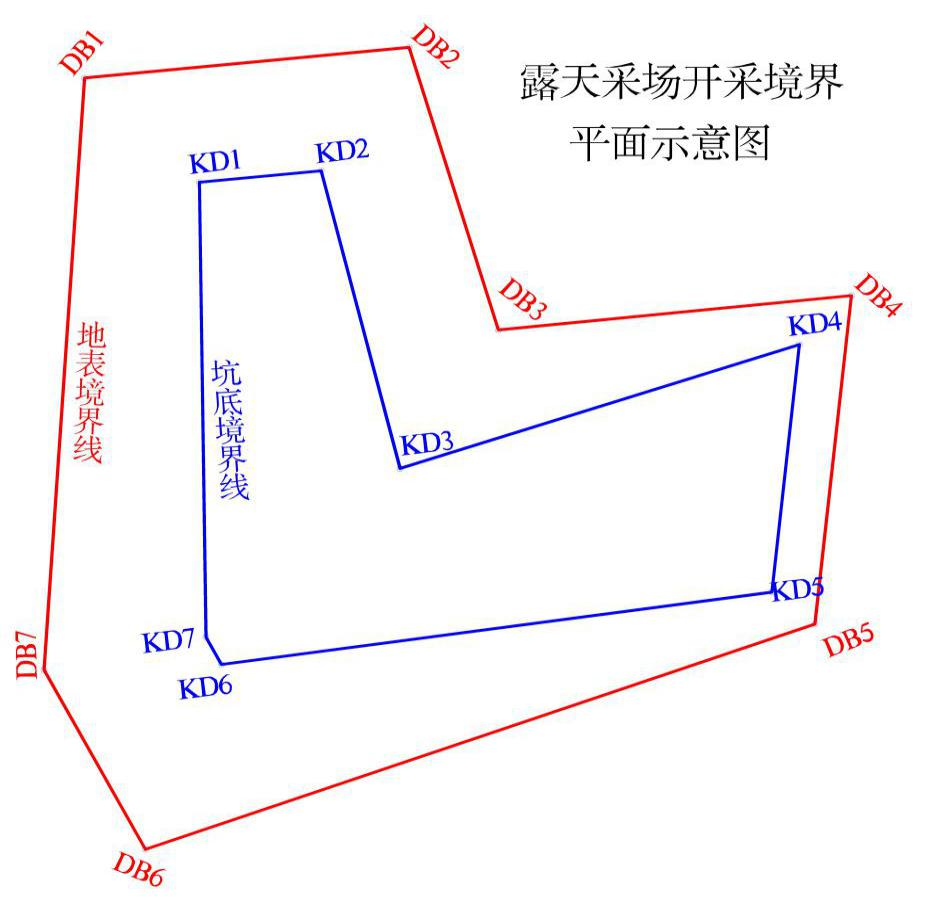 DB1
DB2
露天采场开采境界
平面示意图
KD1
KD2
DB3
DB4
KD4
地表境界线
坑底境界线
KD3
KD5
DB7
KD7
DB5
KD6
DB6